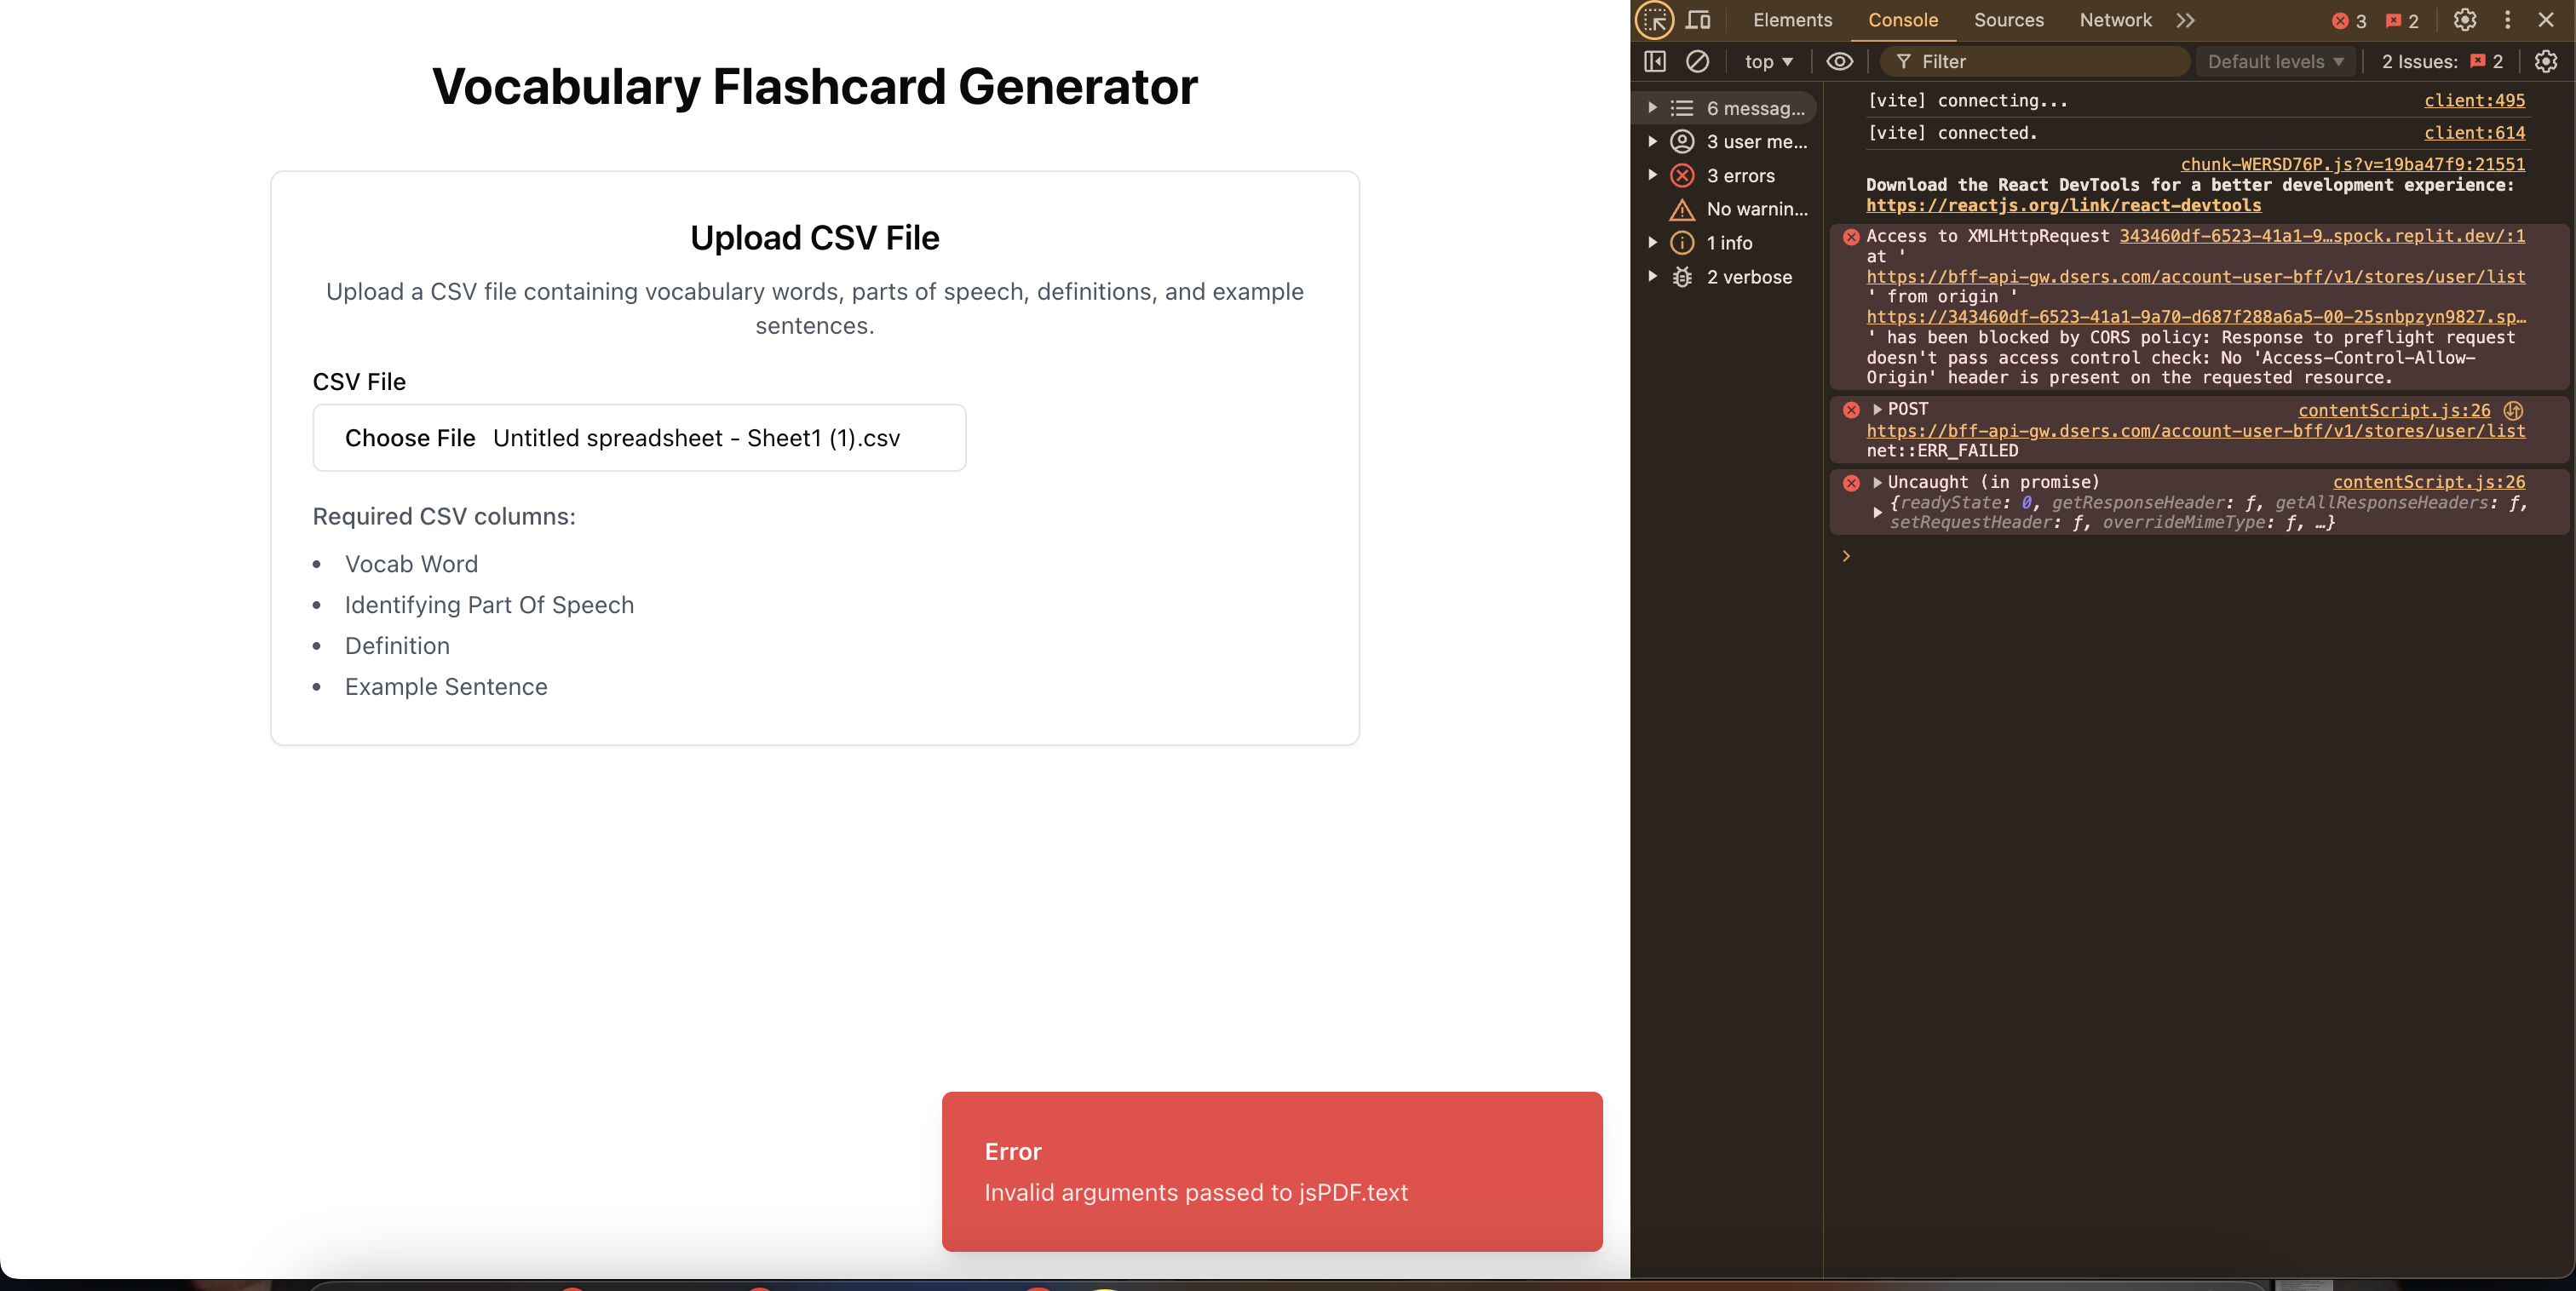 Vocabulary Flashcard Generator
Upload CSV File
Upload a CSV file containing vocabulary words, parts of speech, definitions, and example
sentences.
CSV File
Choose File Untitled spreadsheet - Sheet1 (1).csv
Required CSV columns:
• Vocab Word
• Identifying Part Of Speech
• Definition
• Example Sentence
Error
Invalid arguments passed to jsPDF.text
Elements Console Sources Network 3 2
top Filter Default levels 2 Issues: 2
6 messag...
3 user me...
3 errors
No warnin...
1 info
2 verbose
[vite] connecting... client:495
[vite] connected. client:614
chunk-WERSD76P.js?v=19ba47f9:21551
Download the React DevTools for a better development experience:
https://reactjs.org/link/react-devtools
Access to XMLHttpRequest 343460df-6523-41a1-9…spock.replit.dev/:1
at '
https://bff-api-gw.dsers.com/account-user-bff/v1/stores/user/list
' from origin '
https://343460df-6523-41a1-9a70-d687f288a6a5-00-25snbpzyn9827.sp…
' has been blocked by CORS policy: Response to preflight request
doesn't pass access control check: No 'Access-Control-Allow-
Origin' header is present on the requested resource.
POST contentScript.js:26
https://bff-api-gw.dsers.com/account-user-bff/v1/stores/user/list
net::ERR_FAILED
Uncaught (in promise) contentScript.js:26
{readyState: 0, getResponseHeader: ƒ, getAllResponseHeaders: ƒ,
setRequestHeader: ƒ, overrideMimeType: ƒ, …}